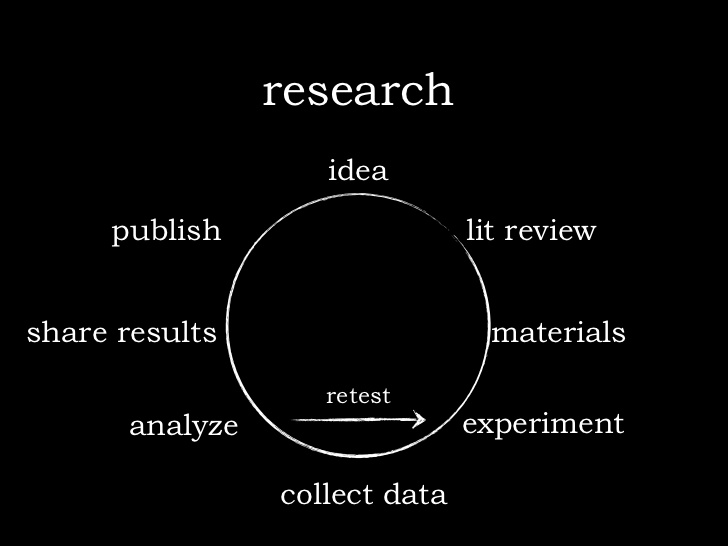 research
idea
publish
lit review
share results
materials
retest
analyze
experiment
collect data